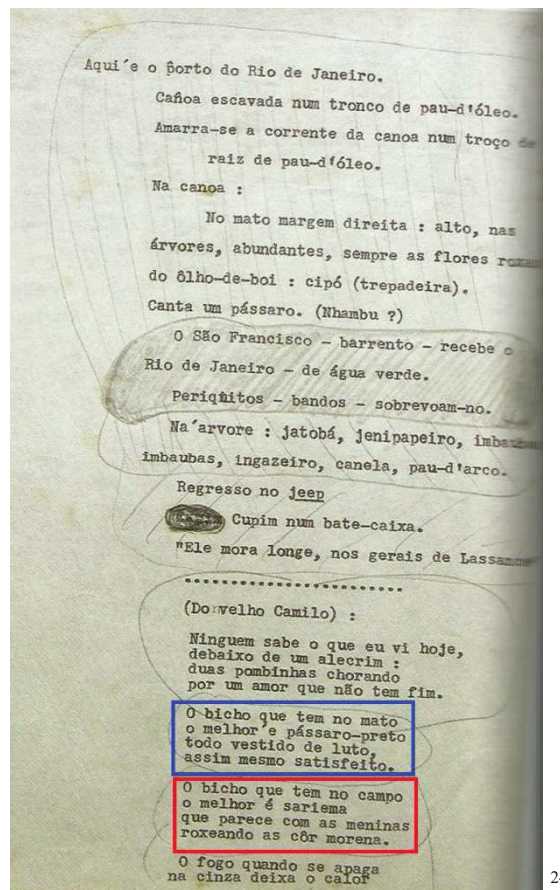 Aqui´e o porto do Rio de Janeiro.
Cañoa escavada num tronco de pau-d'óleo.
Amarra-se a corrente da canoa num troço de
raiz de pau-d'óleo.
Na canoa :
No mato margem direita : alto, nas
árvores, abundantes, sempre as flores
do ôlho-de-boi : cipó (trepadeira).
Canta um pássaro. (Nhambu ?)
O São Francisco - barrento - recebe o
Rio de Janeiro - de água verde.
Periquitos - bandos - sobrevoam-no.
Na´arvore : jatobá, jenipapeiro,
imbaubas, ingazeiro, canela, pau-d'arco.
Regresso no jeep
Cupim num bate-caixa.
"Ele mora longe, nos gerais de
........................
(Do velho Camilo) :
Ninguem sabe o que eu vi hoje,
debaixo de um alecrim :
duas pombinhas chorando
por um amor que não tem fim.
O bicho que tem no mato
o melhor´e pássaro-preto
todo vestido de luto,
assim mesmo satisfeito.
O bicho que tem no campo
o melhor é sariema
que parece com as meninas
roxeando as côr morena.
O fogo quando se apaga
na cinza deixa o calor
2